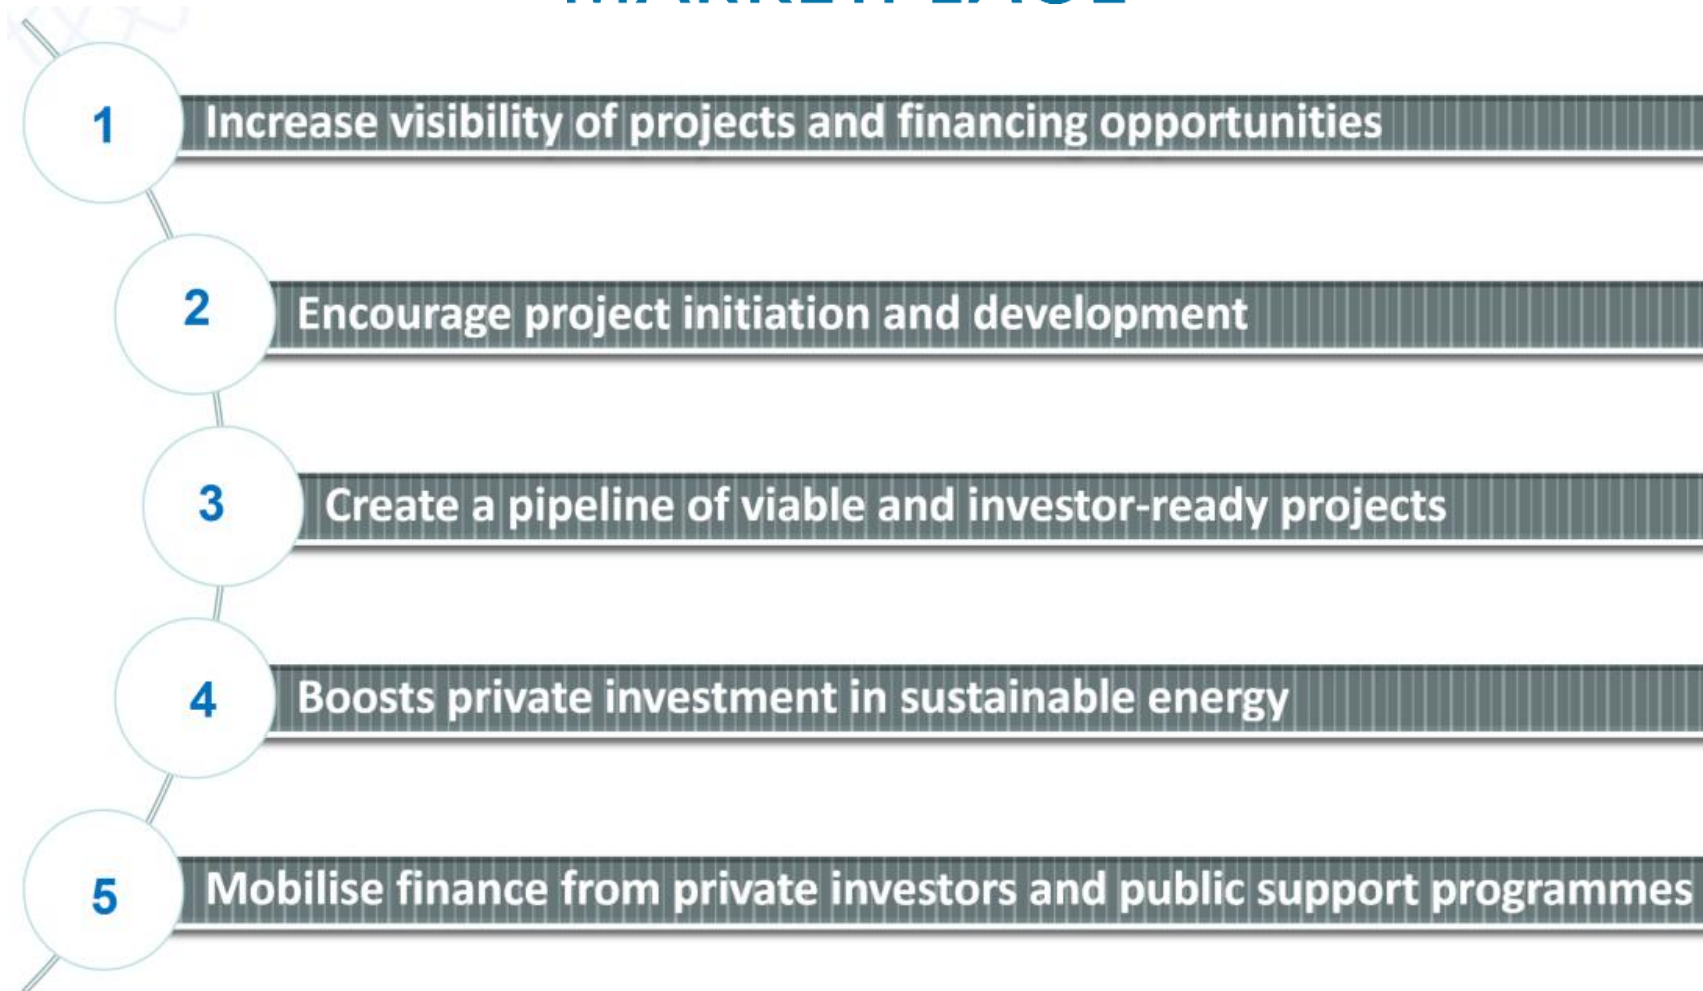 MARKETPLACE
1
Increase visibility of projects and financing opportunities
2
Encourage project initiation and development
3
Create a pipeline of viable and investor-ready projects
4
Boosts private investment in sustainable energy
5
Mobilise finance from private investors and public support programmes